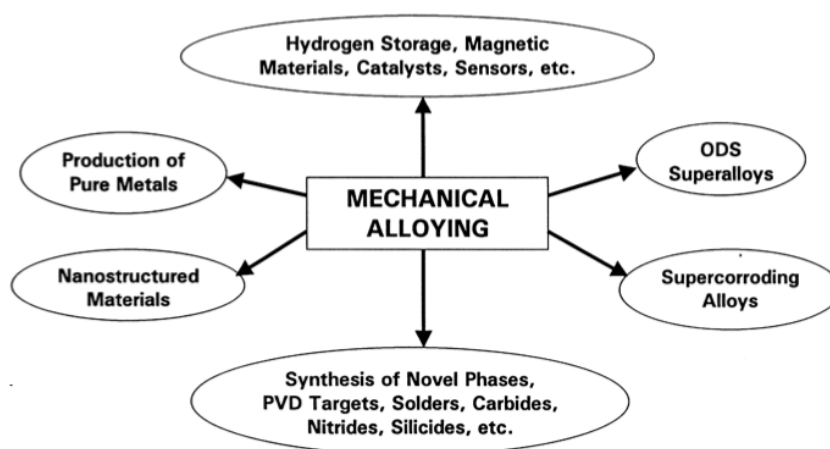 Hydrogen Storage, Magnetic
Materials, Catalysts, Sensors, etc.
Production of
Pure Metals
ODS
Superalloys
MECHANICAL
ALLOYING
Nanostructured
Materials
Supercorroding
Alloys
Synthesis of Novel Phases,
PVD Targets, Solders, Carbides,
Nitrides, Silicides, etc.